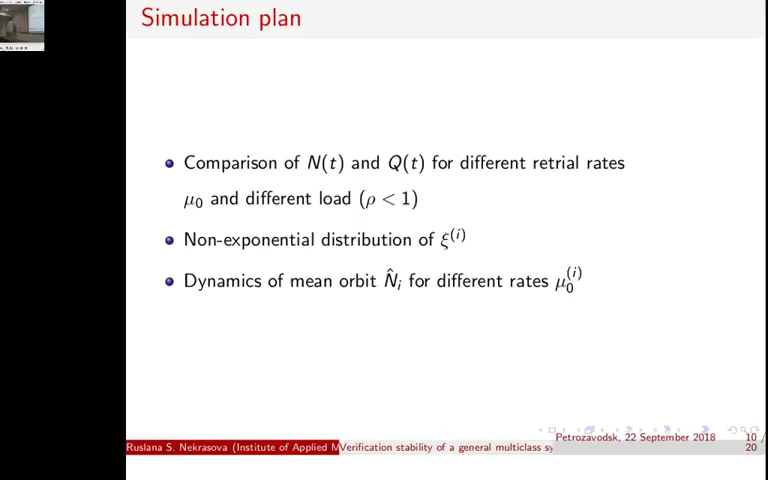 Simulation plan
Comparison of N(t) and Q(t) for different retrial rates
μ₀ and different load (ρ < 1)
Non-exponential distribution of ξ⁽ⁱ⁾
Dynamics of mean orbit N̂ᵢ for different rates μ₀⁽ⁱ⁾
Petrozavodsk, 22 September 2018 10 /
Ruslana S. Nekrasova (Institute of Applied M Verification stability of a general multiclass sy 20